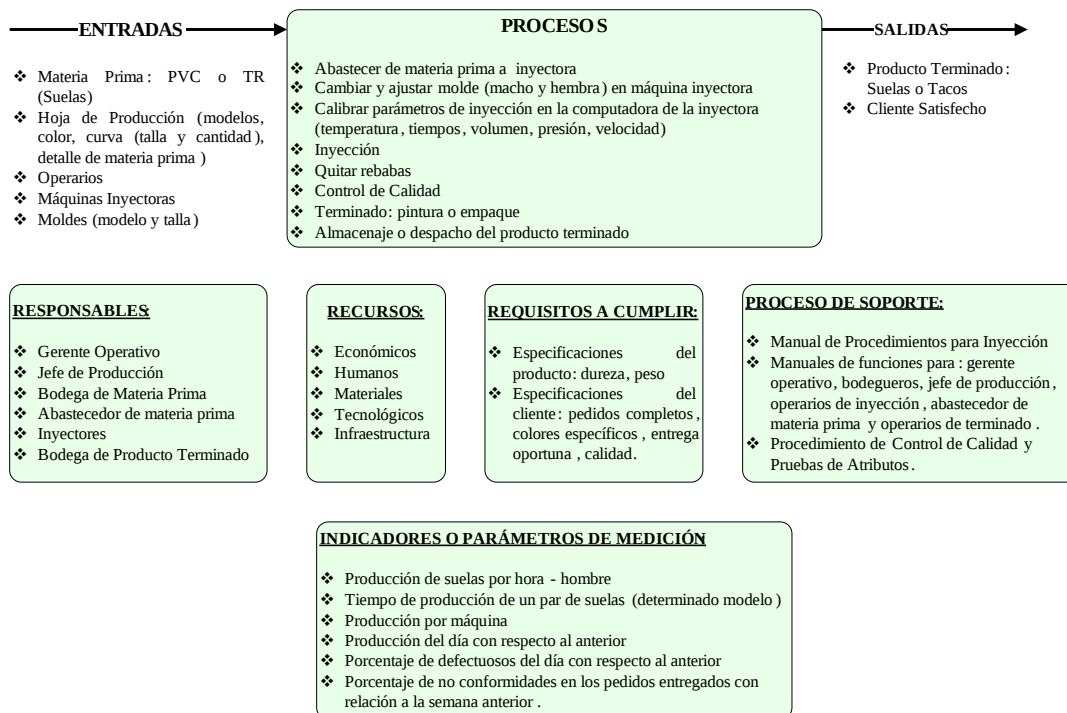 ENTRADAS
❖ Materia Prima: PVC o TR
(Suelas)
❖ Hoja de Producción (modelos,
color, curva (talla y cantidad),
detalle de materia prima )
❖ Operarios
❖ Máquinas Inyectoras
❖ Moldes (modelo y talla)
PROCESOS
❖ Abastecer de materia prima a inyectora
❖ Cambiar y ajustar molde (macho y hembra) en máquina inyectora
❖ Calibrar parámetros de inyección en la computadora de la inyectora
(temperatura, tiempos, volumen, presión, velocidad)
❖ Inyección
❖ Quitar rebabas
❖ Control de Calidad
❖ Terminado: pintura o empaque
❖ Almacenaje o despacho del producto terminado
SALIDAS
❖ Producto Terminado:
Suelas o Tacos
❖ Cliente Satisfecho
RESPONSABLES:
❖ Gerente Operativo
❖ Jefe de Producción
❖ Bodega de Materia Prima
❖ Abastecedor de materia prima
❖ Inyectores
❖ Bodega de Producto Terminado
RECURSOS:
❖ Económicos
❖ Humanos
❖ Materiales
❖ Tecnológicos
❖ Infraestructura
REQUISITOS A CUMPLIR:
❖ Especificaciones del
producto: dureza, peso
❖ Especificaciones del
cliente: pedidos completos,
colores específicos, entrega
oportuna, calidad.
PROCESO DE SOPORTE:
❖ Manual de Procedimientos para Inyección
❖ Manuales de funciones para: gerente
operativo, bodegueros, jefe de producción,
operarios de inyección, abastecedor de
materia prima y operarios de terminado.
❖ Procedimiento de Control de Calidad y
Pruebas de Atributos.
INDICADORES O PARÁMETROS DE MEDICIÓN:
❖ Producción de suelas por hora - hombre
❖ Tiempo de producción de un par de suelas (determinado modelo)
❖ Producción por máquina
❖ Producción del día con respecto al anterior
❖ Porcentaje de defectuosos del día con respecto al anterior
❖ Porcentaje de no conformidades en los pedidos entregados con
relación a la semana anterior.